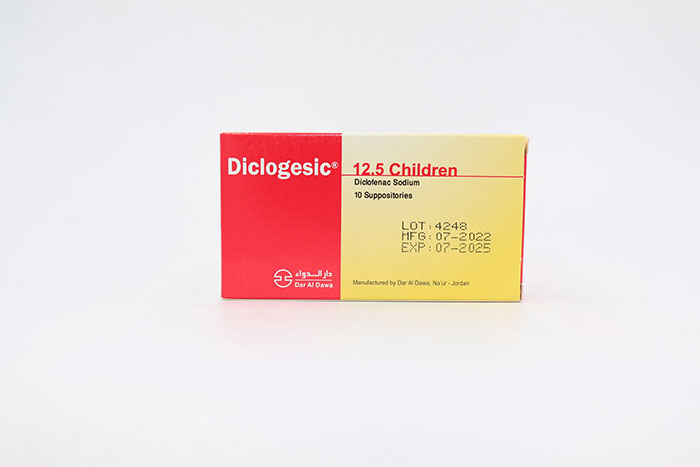 Diclogesic® 12.5 Children
Diclofenac Sodium
10 Suppositories
LOT: 4248
MFG: 07-2022
EXP: 07-2025
دار الدواء
Dar Al Dawa
Manufactured by Dar Al Dawa, Na'ur - Jordan